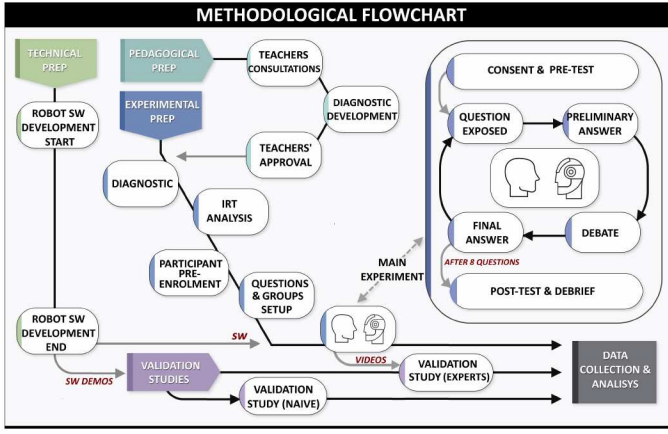 METHODOLOGICAL FLOWCHART
TECHNICAL
PREP
PEDAGOGICAL
PREP
TEACHERS
CONSULTATIONS
EXPERIMENTAL
PREP
DIAGNOSTIC
DEVELOPMENT
ROBOT SW
DEVELOPMENT
START
TEACHERS'
APPROVAL
DIAGNOSTIC
IRT
ANALYSIS
PARTICIPANT
PRE-
ENROLMENT
QUESTIONS
& GROUPS
SETUP
MAIN
EXPERIMENT
CONSENT & PRE-TEST
QUESTION
EXPOSED
PRELIMINARY
ANSWER
FINAL
ANSWER
DEBATE
AFTER 8 QUESTIONS
POST-TEST & DEBRIEF
ROBOT SW
DEVELOPMENT
END
SW
SW DEMOS
VALIDATION
STUDIES
VIDEOS
VALIDATION
STUDY (EXPERTS)
VALIDATION
STUDY (NAIVE)
DATA
COLLECTION &
ANALISYS